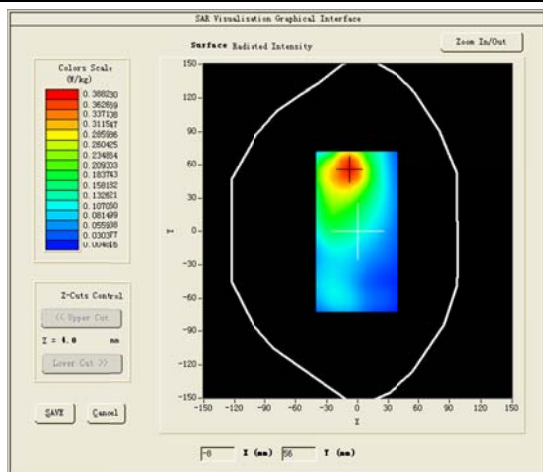 SAR Visualisation Graphical Interface
Surface Radiated Intensity
Zoom In/Out
Colors Scale
(W/kg)
0.388230
0.362669
0.337108
0.311547
0.285986
0.260425
0.234864
0.209303
0.183743
0.158182
0.132621
0.107060
0.081499
0.055938
0.030377
Z-Cuts Control
<< Upper Cut
Z = 4.0 mm
Lower Cut >>
SAVE
Cancel
150
120
90
60
30
0
-30
-60
-90
-120
-150
Y
-150 -120 -90 -60 -30 0 30 60 90 120 150
X
-8 X (mm) 56 Y (mm)